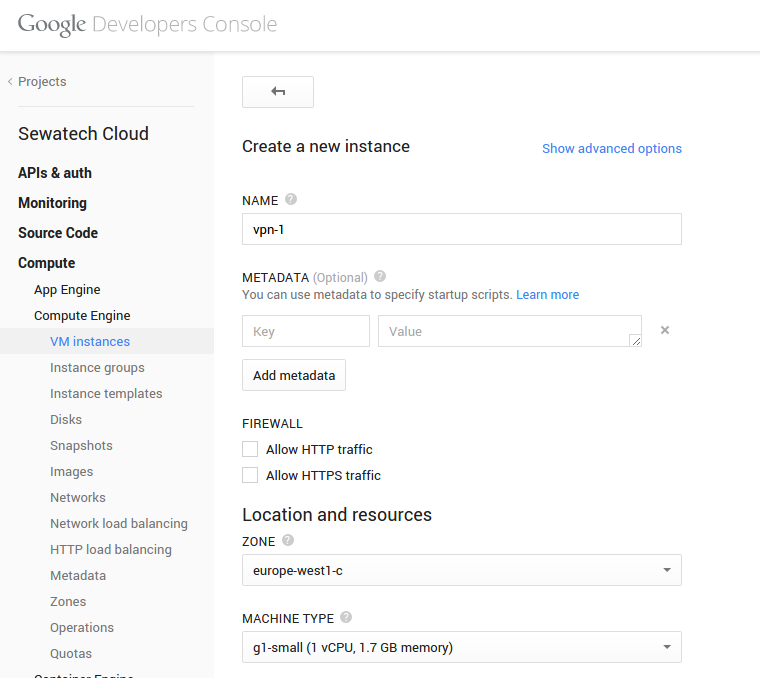 Google Developers Console
Projects
Sewatech Cloud
APIs & auth
Monitoring
Source Code
Compute
App Engine
Compute Engine
VM instances
Instance groups
Instance templates
Disks
Snapshots
Images
Networks
Network load balancing
HTTP load balancing
Metadata
Zones
Operations
Quotas
Container Engine
Create a new instance
Show advanced options
NAME ?
vpn-1
METADATA (Optional) ?
You can use metadata to specify startup scripts. Learn more
Key
Value
Add metadata
FIREWALL
Allow HTTP traffic
Allow HTTPS traffic
Location and resources
ZONE ?
europe-west1-c
MACHINE TYPE ?
g1-small (1 vCPU, 1.7 GB memory)